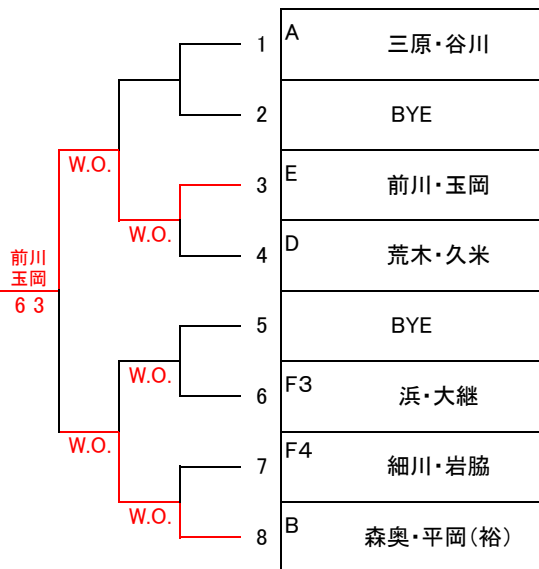 1 A 三原・谷川
2 BYE
W.O.
3 E 前川・玉岡
W.O.
4 D 荒木・久米
前川
玉岡
6 3
5 BYE
W.O.
6 F3 浜・大継
W.O.
7 F4 細川・岩脇
W.O.
8 B 森奥・平岡(裕)